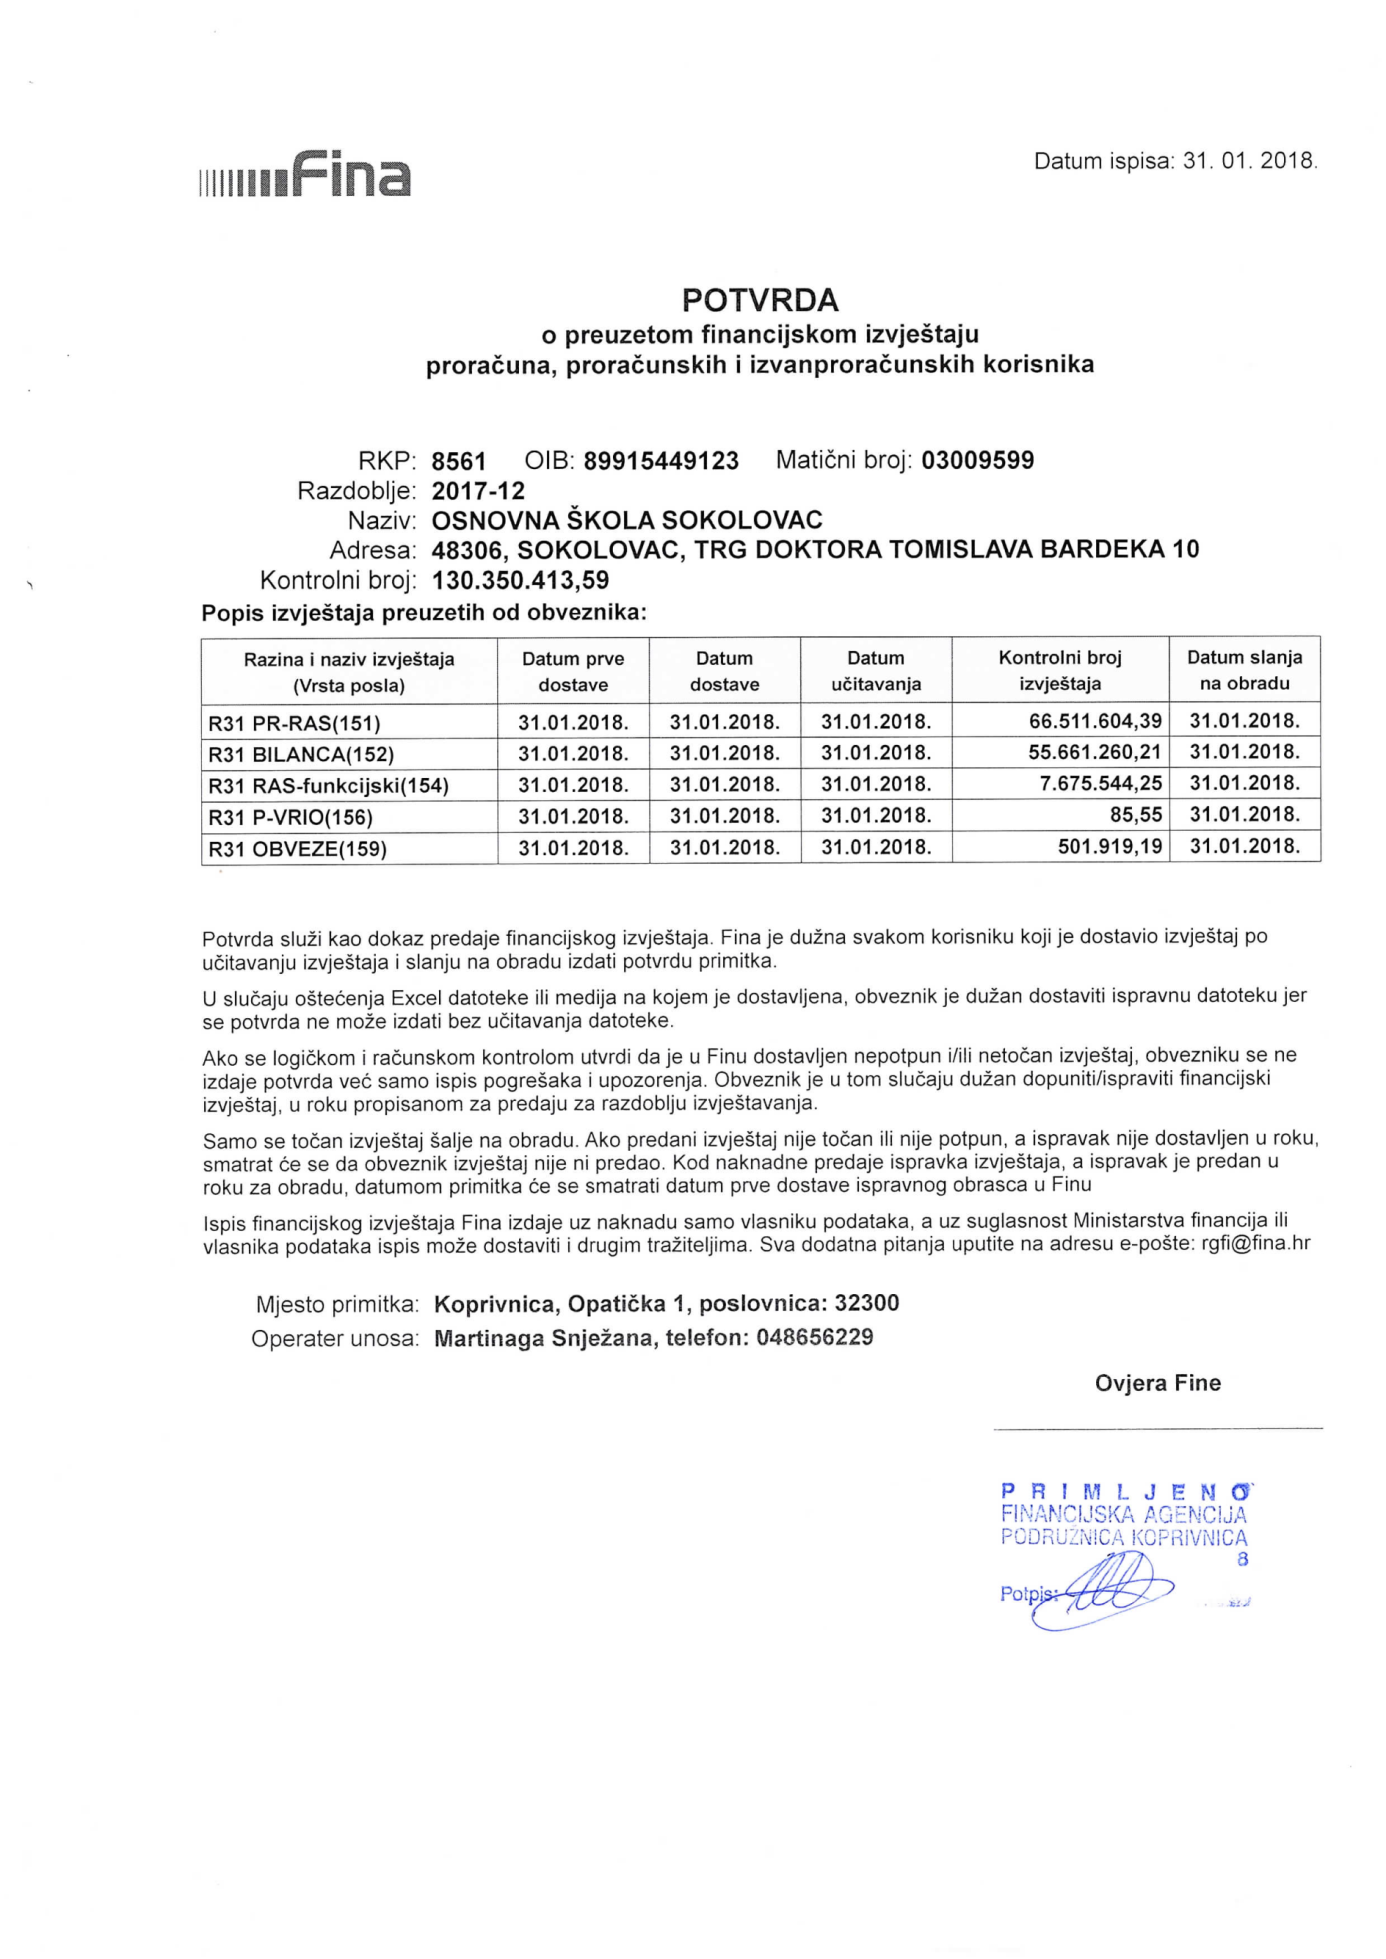 Fina
Datum ispisa: 31. 01. 2018.
POTVRDA
o preuzetom financijskom izvještaju
proračuna, proračunskih i izvanproračunskih korisnika
RKP: 8561 OIB: 89915449123 Matični broj: 03009599
Razdoblje: 2017-12
Naziv: OSNOVNA ŠKOLA SOKOLOVAC
Adresa: 48306, SOKOLOVAC, TRG DOKTORA TOMISLAVA BARDEKA 10
Kontrolni broj: 130.350.413,59
Popis izvještaja preuzetih od obveznika:
Razina i naziv izvještaja (Vrsta posla) Datum prve dostave Datum dostave Datum učitavanja Kontrolni broj izvještaja Datum slanja na obradu
R31 PR-RAS(151) 31.01.2018. 31.01.2018. 31.01.2018. 66.511.604,39 31.01.2018.
R31 BILANCA(152) 31.01.2018. 31.01.2018. 31.01.2018. 55.661.260,21 31.01.2018.
R31 RAS-funkcijski(154) 31.01.2018. 31.01.2018. 31.01.2018. 7.675.544,25 31.01.2018.
R31 P-VRIO(156) 31.01.2018. 31.01.2018. 31.01.2018. 85,55 31.01.2018.
R31 OBVEZE(159) 31.01.2018. 31.01.2018. 31.01.2018. 501.919,19 31.01.2018.
Potvrda služi kao dokaz predaje financijskog izvještaja. Fina je dužna svakom korisniku koji je dostavio izvještaj po
učitavanju izvještaja i slanju na obradu izdati potvrdu primitka.
U slučaju oštećenja Excel datoteke ili medija na kojem je dostavljena, obveznik je dužan dostaviti ispravnu datoteku jer
se potvrda ne može izdati bez učitavanja datoteke.
Ako se logičkom i računskom kontrolom utvrdi da je u Finu dostavljen nepotpun i/ili netočan izvještaj, obvezniku se ne
izdaje potvrda već samo ispis pogrešaka i upozorenja. Obveznik je u tom slučaju dužan dopuniti/ispraviti financijski
izvještaj, u roku propisanom za predaju za razdoblju izvještavanja.
Samo se točan izvještaj šalje na obradu. Ako predani izvještaj nije točan ili nije potpun, a ispravak nije dostavljen u roku,
smatrat će se da obveznik izvještaj nije ni predao. Kod naknadne predaje ispravka izvještaja, a ispravak je predan u
roku za obradu, datumom primitka će se smatrati datum prve dostave ispravnog obrasca u Finu
Ispis financijskog izvještaja Fina izdaje uz naknadu samo vlasniku podataka, a uz suglasnost Ministarstva financija ili
vlasnika podataka ispis može dostaviti i drugim tražiteljima. Sva dodatna pitanja uputite na adresu e-pošte: rgfi@fina.hr
Mjesto primitka: Koprivnica, Opatička 1, poslovnica: 32300
Operater unosa: Martinaga Snježana, telefon: 048656229
Ovjera Fine
PRIMLJENO
FINANCIJSKA AGENCIJA
PODRUŽNICA KOPRIVNICA
8
Potpis: